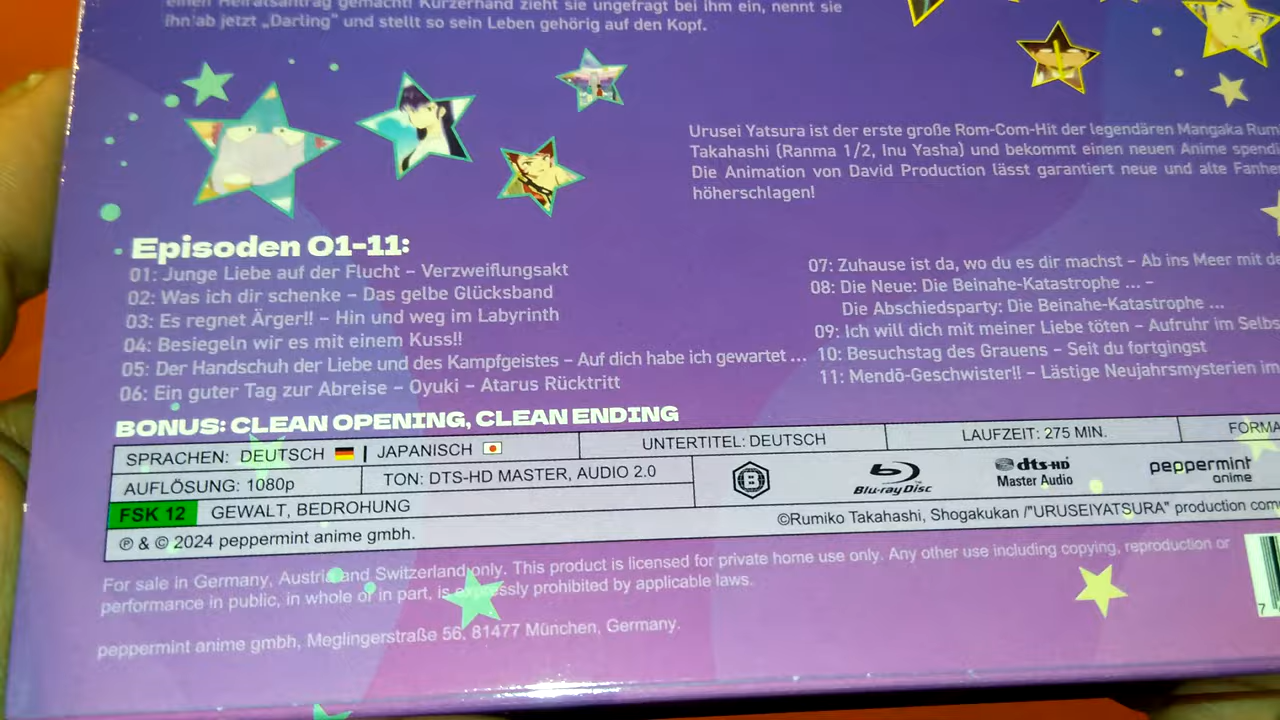 einen Heiratsantrag gemacht! Kurzerhand zieht sie ungefragt bei ihm ein, nennt sie
ihn ab jetzt „Darling" und stellt so sein Leben gehörig auf den Kopf.
Urusei Yatsura ist der erste große Rom-Com-Hit der legendären Mangaka Rum
Takahashi (Ranma 1/2, Inu Yasha) und bekommt einen neuen Anime spendi
Die Animation von David Production lässt garantiert neue und alte Fanhe
höherschlagen!
Episoden 01-11:
01: Junge Liebe auf der Flucht – Verzweiflungsakt
02: Was ich dir schenke – Das gelbe Glücksband
03: Es regnet Ärger!! – Hin und weg im Labyrinth
04: Besiegeln wir es mit einem Kuss!!
05: Der Handschuh der Liebe und des Kampfgeistes – Auf dich habe ich gewartet ...
06: Ein guter Tag zur Abreise – Oyuki – Atarus Rücktritt
07: Zuhause ist da, wo du es dir machst – Ab ins Meer mit de
08: Die Neue: Die Beinahe-Katastrophe ... –
Die Abschiedsparty: Die Beinahe-Katastrophe ...
09: Ich will dich mit meiner Liebe töten – Aufruhr im Selbs
10: Besuchstag des Grauens – Seit du fortgingst
11: Mendō-Geschwister!! – Lästige Neujahrsmysterien im
BONUS: CLEAN OPENING, CLEAN ENDING
SPRACHEN: DEUTSCH | JAPANISCH
UNTERTITEL: DEUTSCH
LAUFZEIT: 275 MIN.
FORMA
AUFLÖSUNG: 1080p
TON: DTS-HD MASTER, AUDIO 2.0
B
Blu-ray Disc
dts-HD
Master Audio
peppermint
anime
FSK 12
GEWALT, BEDROHUNG
©Rumiko Takahashi, Shogakukan /"URUSEIYATSURA" production com
℗ & © 2024 peppermint anime gmbh.
For sale in Germany, Austria and Switzerland only. This product is licensed for private home use only. Any other use including copying, reproduction or
performance in public, in whole or in part, is expressly prohibited by applicable laws.
peppermint anime gmbh, Meglingerstraße 56, 81477 München, Germany.
7